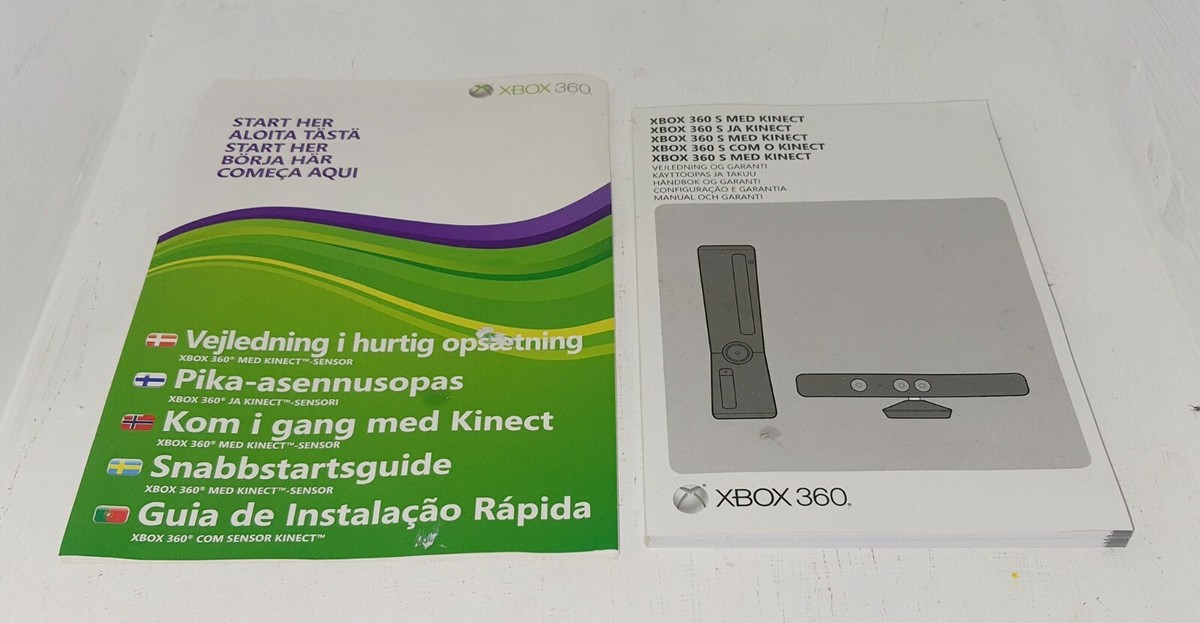 XBOX 360
START HER
ALOITA TÄSTÄ
START HER
BÖRJA HÄR
COMEÇA AQUI
Vejledning i hurtig opsætning
XBOX 360® MED KINECT™-SENSOR
Pika-asennusopas
XBOX 360® JA KINECT™-SENSORI
Kom i gang med Kinect
XBOX 360® MED KINECT™-SENSOR
Snabbstartsguide
XBOX 360® MED KINECT™-SENSOR
Guia de Instalação Rápida
XBOX 360® COM SENSOR KINECT™
XBOX 360 S MED KINECT
XBOX 360 S JA KINECT
XBOX 360 S MED KINECT
XBOX 360 S COM O KINECT
XBOX 360 S MED KINECT
VEJLEDNING OG GARANTI
KÄYTTÖOPAS JA TAKUU
HÅNDBOK OG GARANTI
CONFIGURAÇÃO E GARANTIA
MANUAL OCH GARANTI
XBOX 360